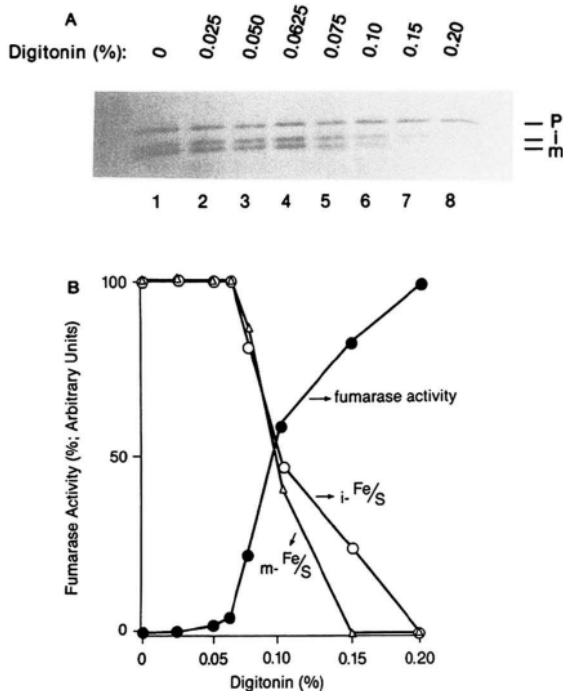 A
Digitonin (%): 0 0.025 0.050 0.0625 0.075 0.10 0.15 0.20
P
i
m
1 2 3 4 5 6 7 8
B
Fumarase Activity (%; Arbitrary Units)
100
50
0
fumarase activity
i- Fe/S
m- Fe/S
0 0.05 0.10 0.15 0.20
Digitonin (%)